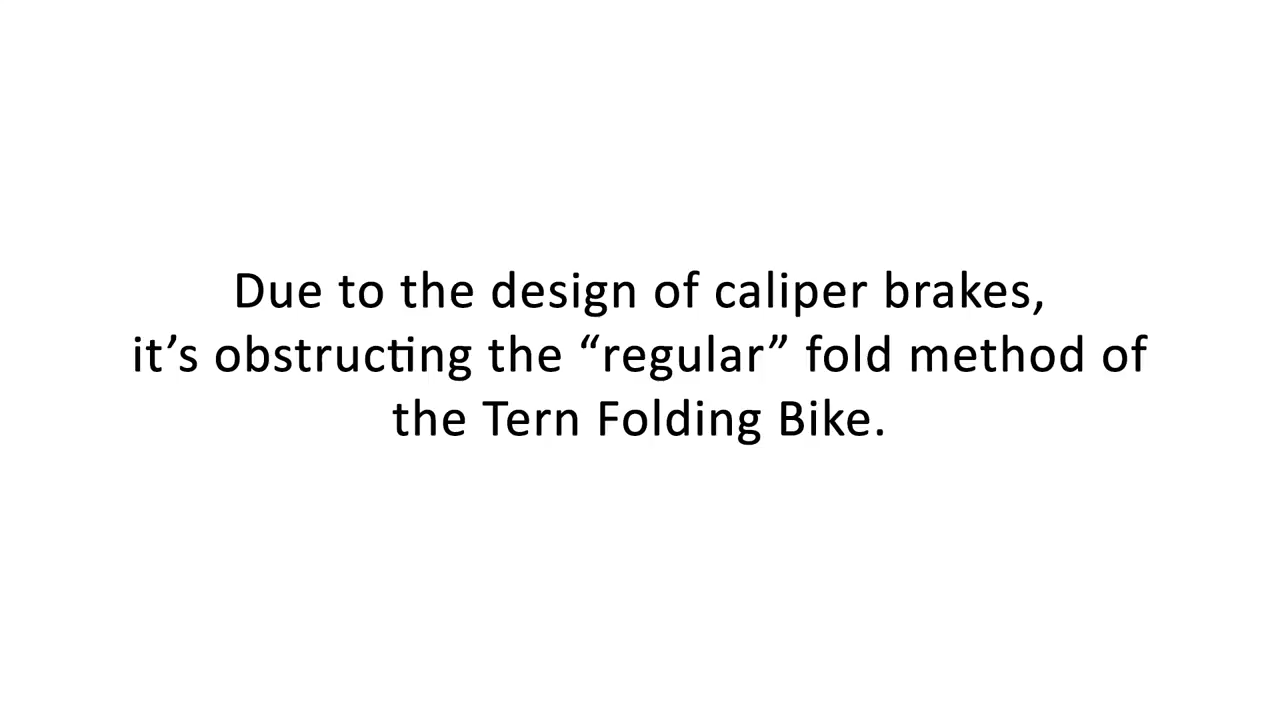 Due to the design of caliper brakes,
it’s obstructing the “regular” fold method of
the Tern Folding Bike.